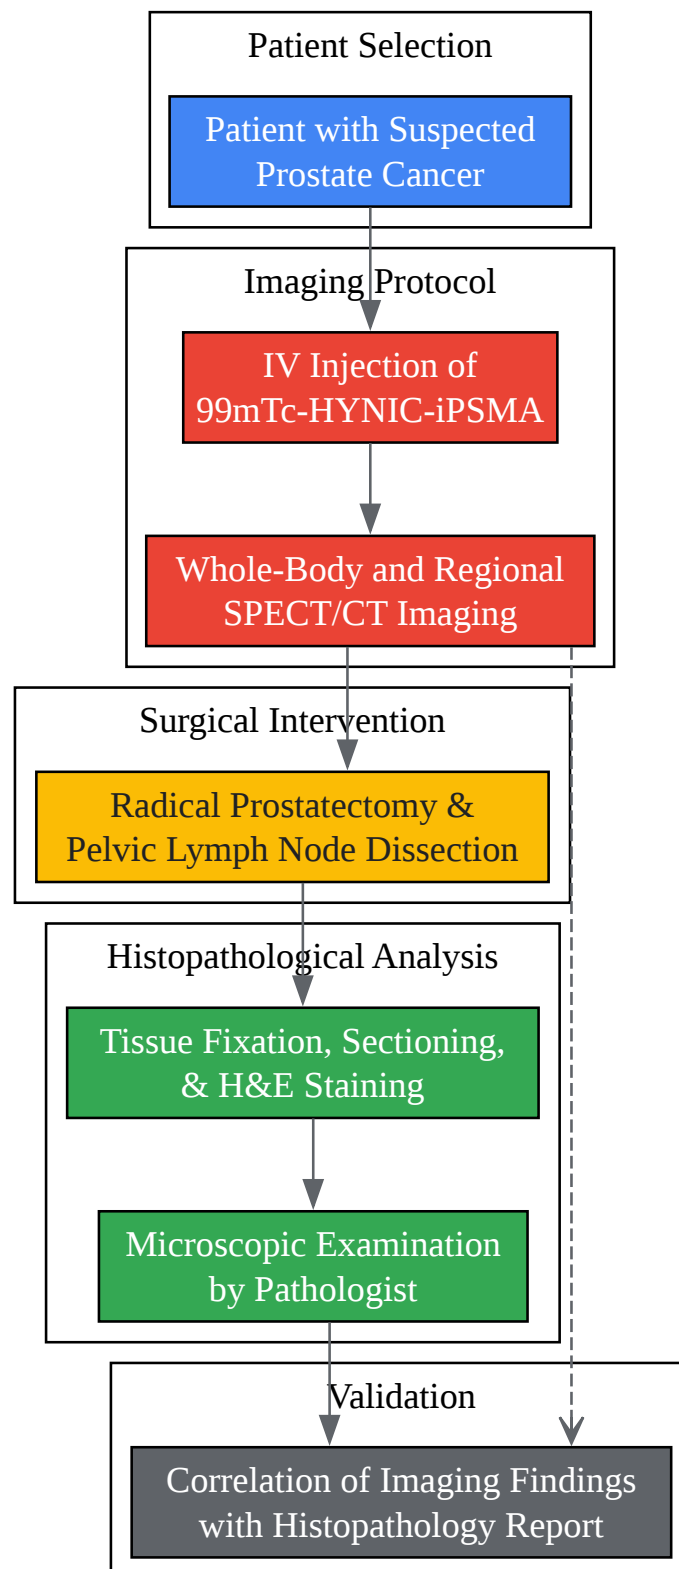 Patient Selection
Patient with Suspected
Prostate Cancer
Imaging Protocol
IV Injection of
99mTc-HYNIC-iPSMA
Whole-Body and Regional
SPECT/CT Imaging
Surgical Intervention
Radical Prostatectomy &
Pelvic Lymph Node Dissection
Histopathological Analysis
Tissue Fixation, Sectioning,
& H&E Staining
Microscopic Examination
by Pathologist
Validation
Correlation of Imaging Findings
with Histopathology Report